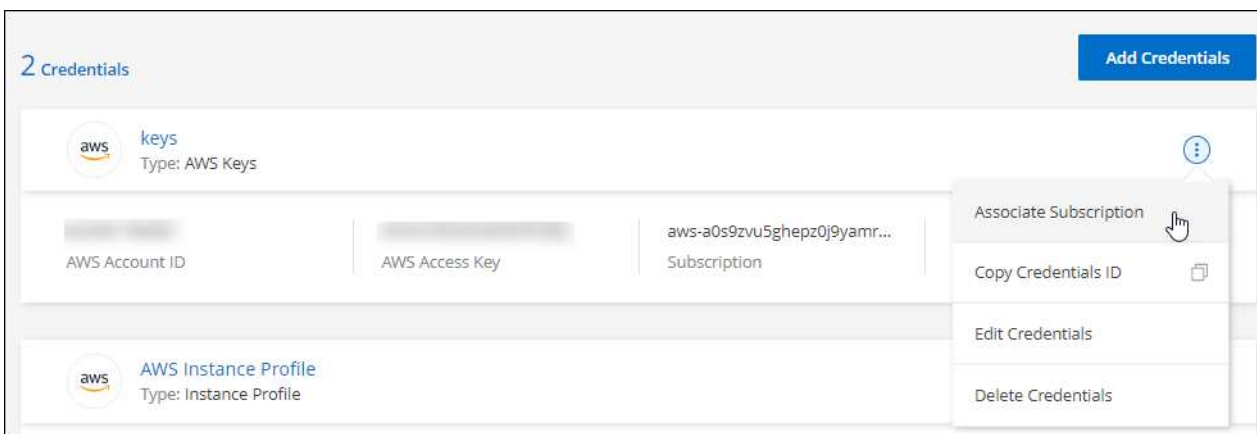 2 Credentials
Add Credentials
aws
keys
Type: AWS Keys
Associate Subscription
aws-a0s9zvu5ghepz0j9yamr...
AWS Account ID
AWS Access Key
Subscription
Copy Credentials ID
Edit Credentials
aws
AWS Instance Profile
Type: Instance Profile
Delete Credentials